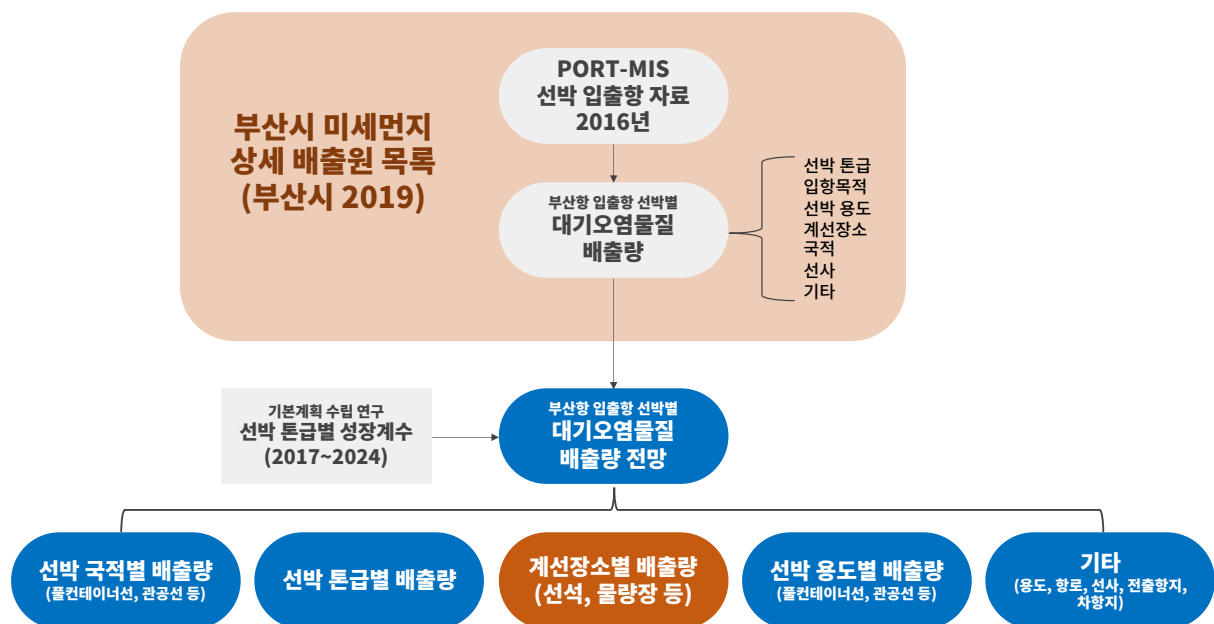 PORT-MIS
선박 입출항 자료
2016년
부산시 미세먼지
상세 배출원 목록
(부산시 2019)
부산항 입출항 선박별
대기오염물질
배출량
선박 톤급
입항목적
선박 용도
계선장소
국적
선사
기타
기본계획 수립 연구
선박 톤급별 성장계수
(2017~2024)
부산항 입출항 선박별
대기오염물질
배출량 전망
선박 국적별 배출량
(풀컨테이너선, 관공선 등)
선박 톤급별 배출량
계선장소별 배출량
(선석, 물량장 등)
선박 용도별 배출량
(풀컨테이너선, 관공선 등)
기타
(용도, 항로, 선사, 전출항지,
차항지)